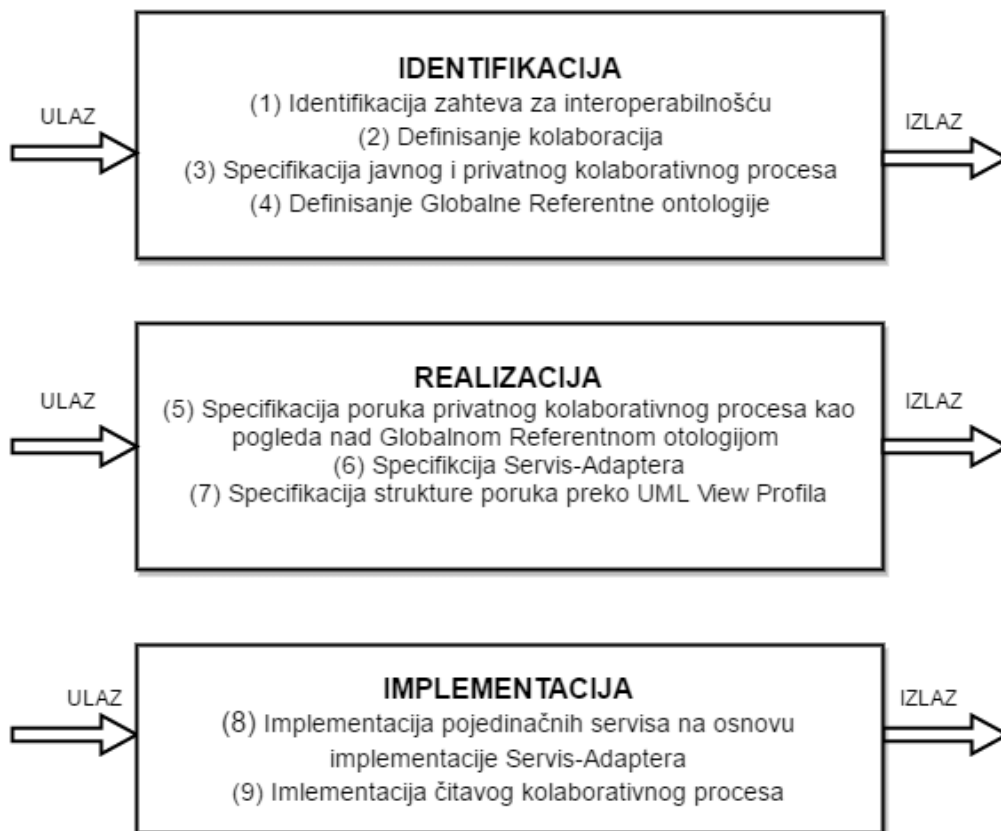 IDENTIFIKACIJA
(1) Identifikacija zahteva za interoperabilnošću
ULAZ
IZLAZ
(2) Definisanje kolaboracija
(3) Specifikacija javnog i privatnog kolaborativnog procesa
(4) Definisanje Globalne Referentne ontologije
REALIZACIJA
ULAZ
IZLAZ
(5) Specifikacija poruka privatnog kolaborativnog procesa kao
pogleda nad Globalnom Referentnom otologijom
(6) Specifikcija Servis-Adaptera
(7) Specifikacija strukture poruka preko UML View Profila
IMPLEMENTACIJA
ULAZ
IZLAZ
(8) Implementacija pojedinačnih servisa na osnovu
implementacije Servis-Adaptera
(9) Imlementacija čitavog kolaborativnog procesa